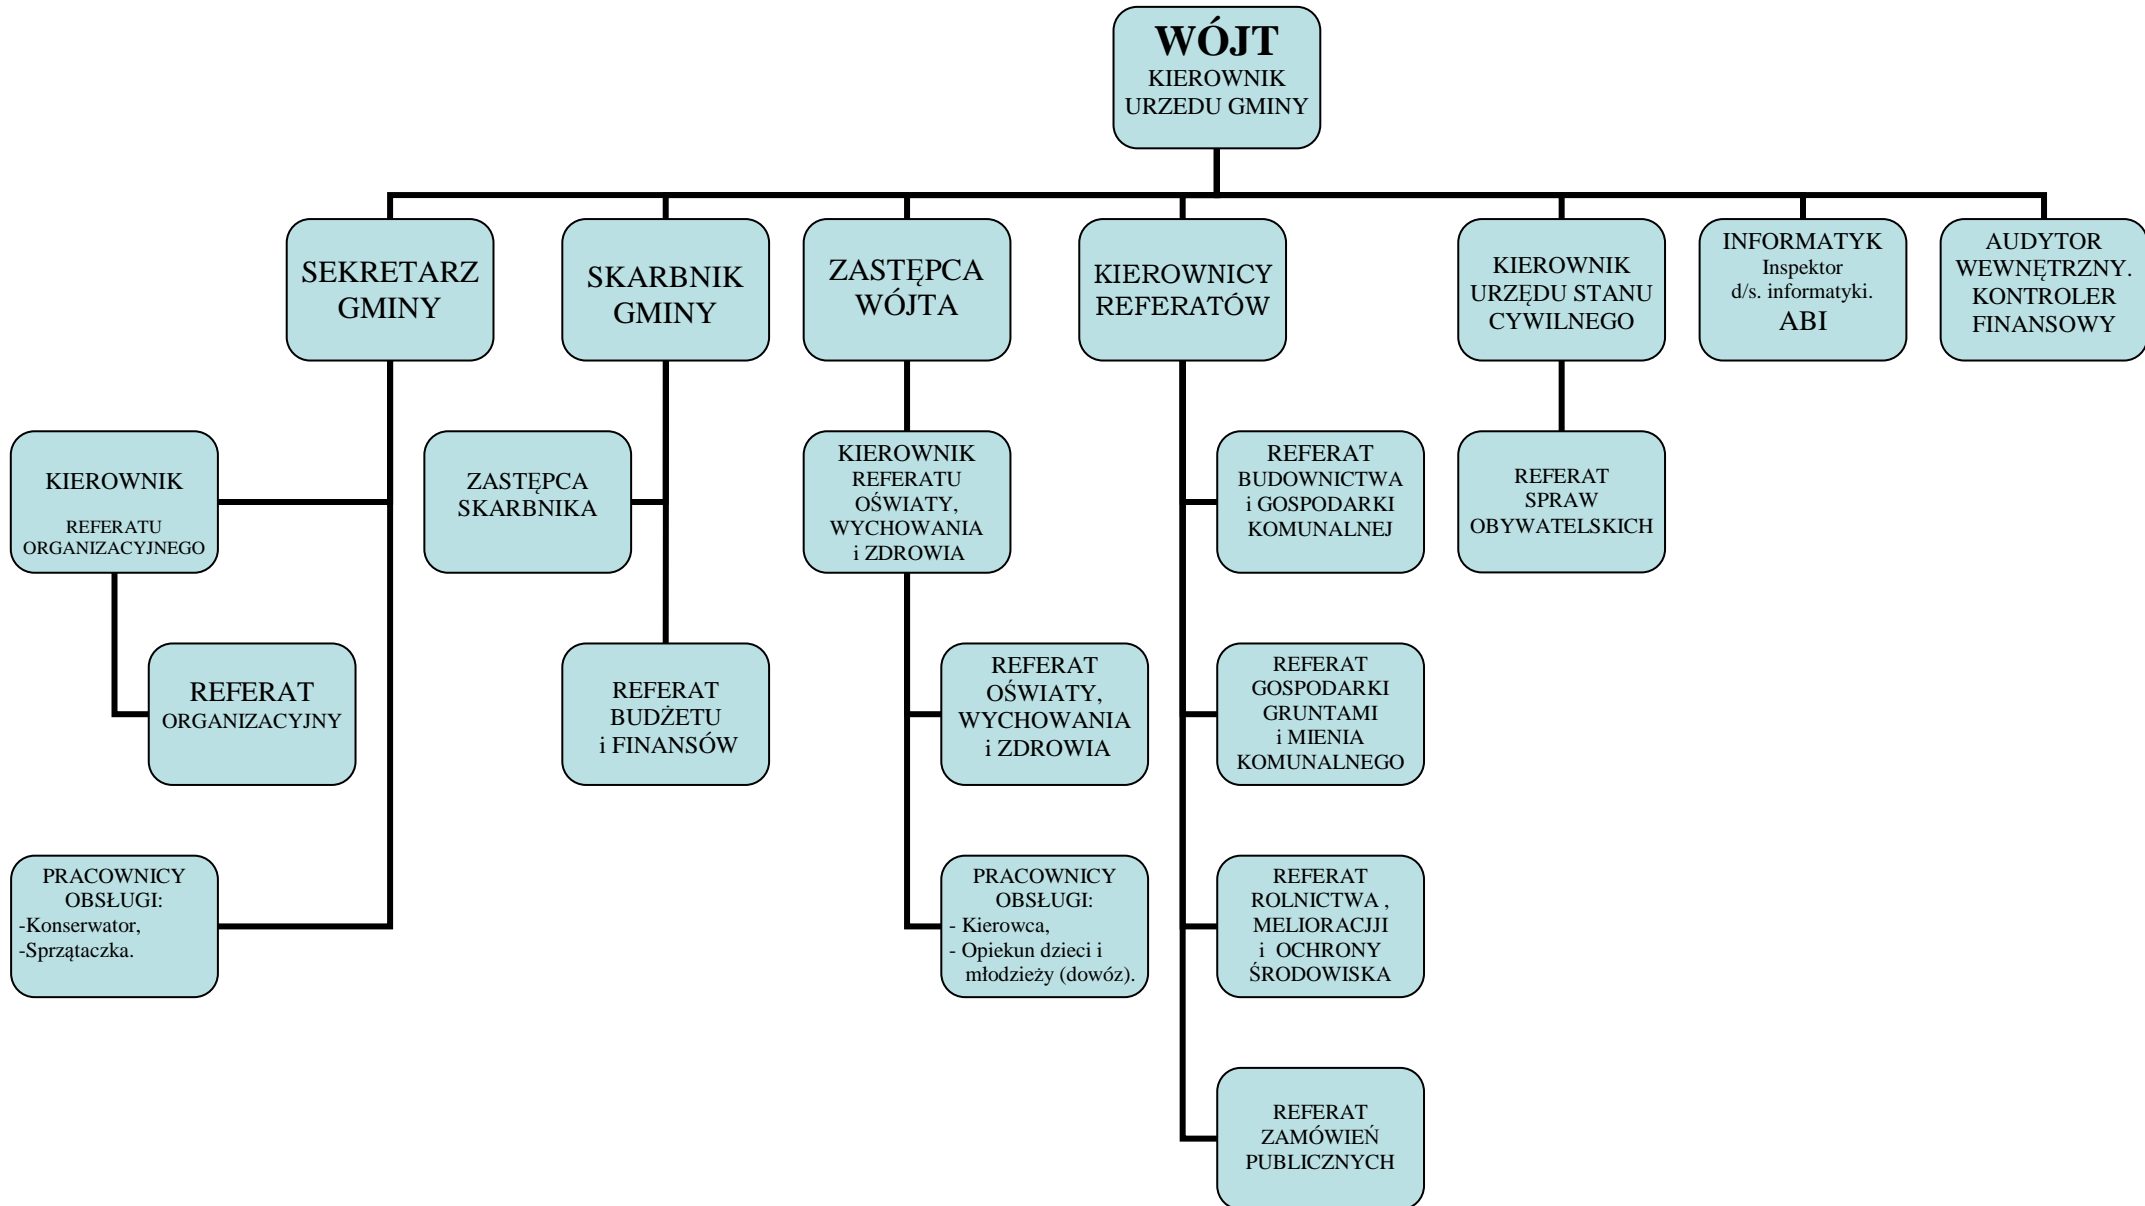 WÓJT
KIEROWNIK
URZEDU GMINY
SEKRETARZ
GMINY
SKARBNIK
GMINY
ZASTĘPCA
WÓJTA
KIEROWNICY
REFERATÓW
KIEROWNIK
URZĘDU STANU
CYWILNEGO
INFORMATYK
Inspektor
d/s. informatyki.
ABI
AUDYTOR
WEWNĘTRZNY.
KONTROLER
FINANSOWY
KIEROWNIK
REFERATU
ORGANIZACYJNEGO
ZASTĘPCA
SKARBNIKA
KIEROWNIK
REFERATU
OŚWIATY,
WYCHOWANIA
i ZDROWIA
REFERAT
BUDOWNICTWA
i GOSPODARKI
KOMUNALNEJ
REFERAT
SPRAW
OBYWATELSKICH
REFERAT
ORGANIZACYJNY
REFERAT
BUDŻETU
i FINANSÓW
REFERAT
OŚWIATY,
WYCHOWANIA
i ZDROWIA
REFERAT
GOSPODARKI
GRUNTAMI
i MIENIA
KOMUNALNEGO
PRACOWNICY
OBSŁUGI:
-Konserwator,
-Sprzątaczka.
PRACOWNICY
OBSŁUGI:
- Kierowca,
- Opiekun dzieci i
młodzieży (dowóz).
REFERAT
ROLNICTWA ,
MELIORACJJI
i OCHRONY
ŚRODOWISKA
REFERAT
ZAMÓWIEŃ
PUBLICZNYCH